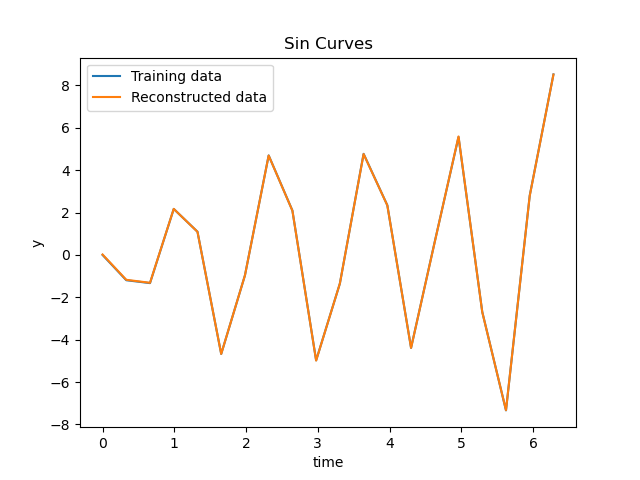 Sin Curves
Training data
Reconstructed data
8
6
4
2
0
−2
−4
−6
−8
y
0 1 2 3 4 5 6
time